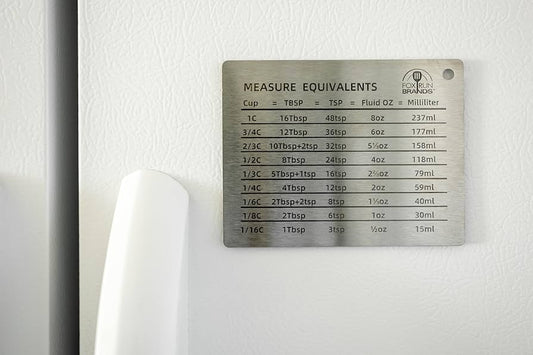 MEASURE EQUIVALENTS
FOX RUN
BRANDS™
Cup = TBSP = TSP = Fluid OZ = Milliliter
1C 16Tbsp 48tsp 8oz 237ml
3/4C 12Tbsp 36tsp 6oz 177ml
2/3C 10Tbsp+2tsp 32tsp 5⅓oz 158ml
1/2C 8Tbsp 24tsp 4oz 118ml
1/3C 5Tbsp+1tsp 16tsp 2⅔oz 79ml
1/4C 4Tbsp 12tsp 2oz 59ml
1/6C 2Tbsp+2tsp 8tsp 1⅓oz 40ml
1/8C 2Tbsp 6tsp 1oz 30ml
1/16C 1Tbsp 3tsp ½oz 15ml